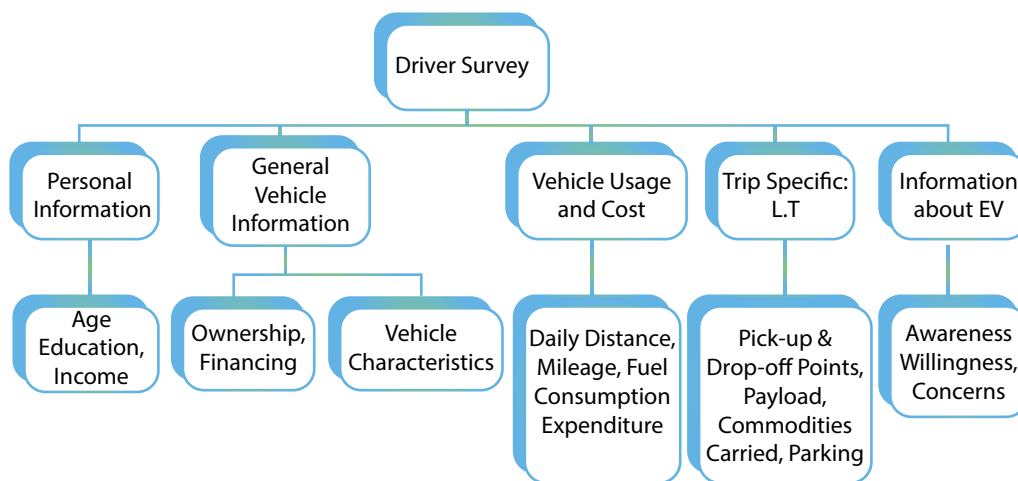 Driver Survey
Personal
Information
General
Vehicle
Information
Vehicle Usage
and Cost
Trip Specific:
L.T
Information
about EV
Age
Education,
Income
Ownership,
Financing
Vehicle
Characteristics
Daily Distance,
Mileage, Fuel
Consumption
Expenditure
Pick-up &
Drop-off Points,
Payload,
Commodities
Carried, Parking
Awareness
Willingness,
Concerns